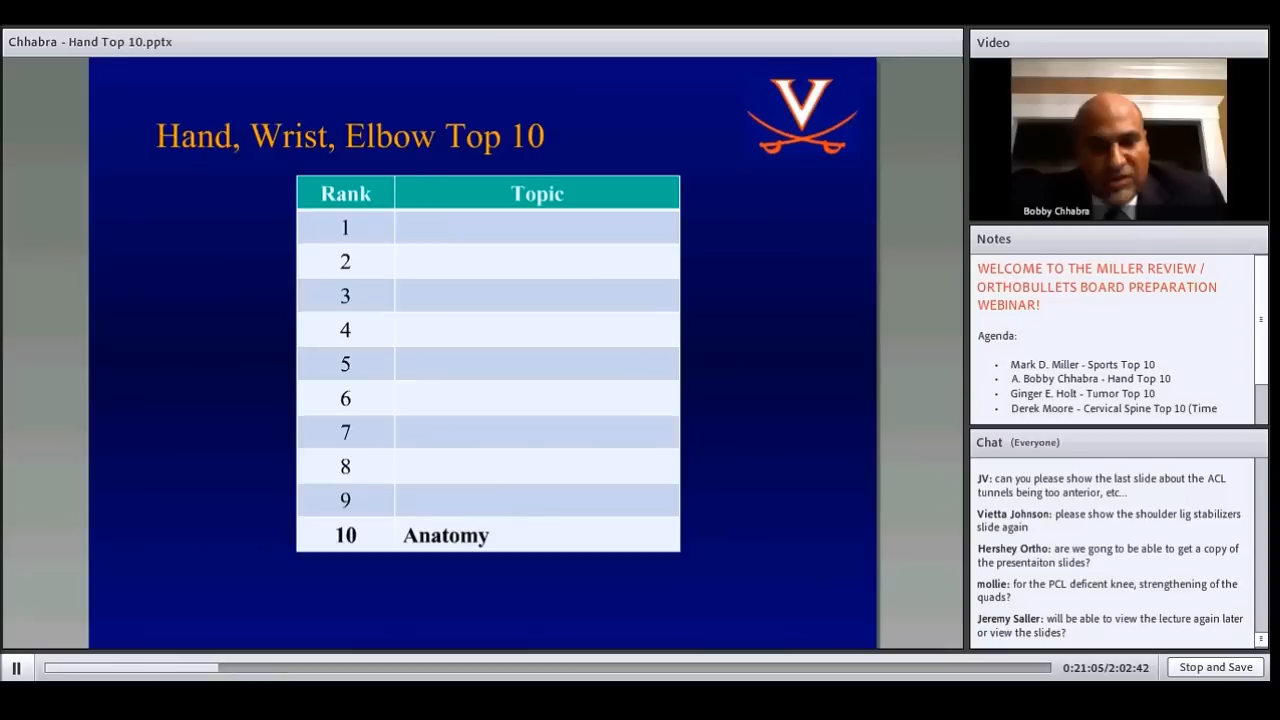 Chhabra - Hand Top 10.pptx
Hand, Wrist, Elbow Top 10
V
Rank Topic
1
2
3
4
5
6
7
8
9
10 Anatomy
Video
Bobby Chhabra
Notes
WELCOME TO THE MILLER REVIEW /
ORTHOBULLETS BOARD PREPARATION
WEBINAR!
Agenda:
• Mark D. Miller - Sports Top 10
• A. Bobby Chhabra - Hand Top 10
• Ginger E. Holt - Tumor Top 10
• Derek Moore - Cervical Spine Top 10 (Time
Chat (Everyone)
JV: can you please show the last slide about the ACL
tunnels being too anterior, etc...
Vietta Johnson: please show the shoulder lig stabilizers
slide again
Hershey Ortho: are we gong to be able to get a copy of
the presentaiton slides?
mollie: for the PCL deficent knee, strengthening of the
quads?
Jeremy Saller: will be able to view the lecture again later
or view the slides?
0:21:05/2:02:42
Stop and Save